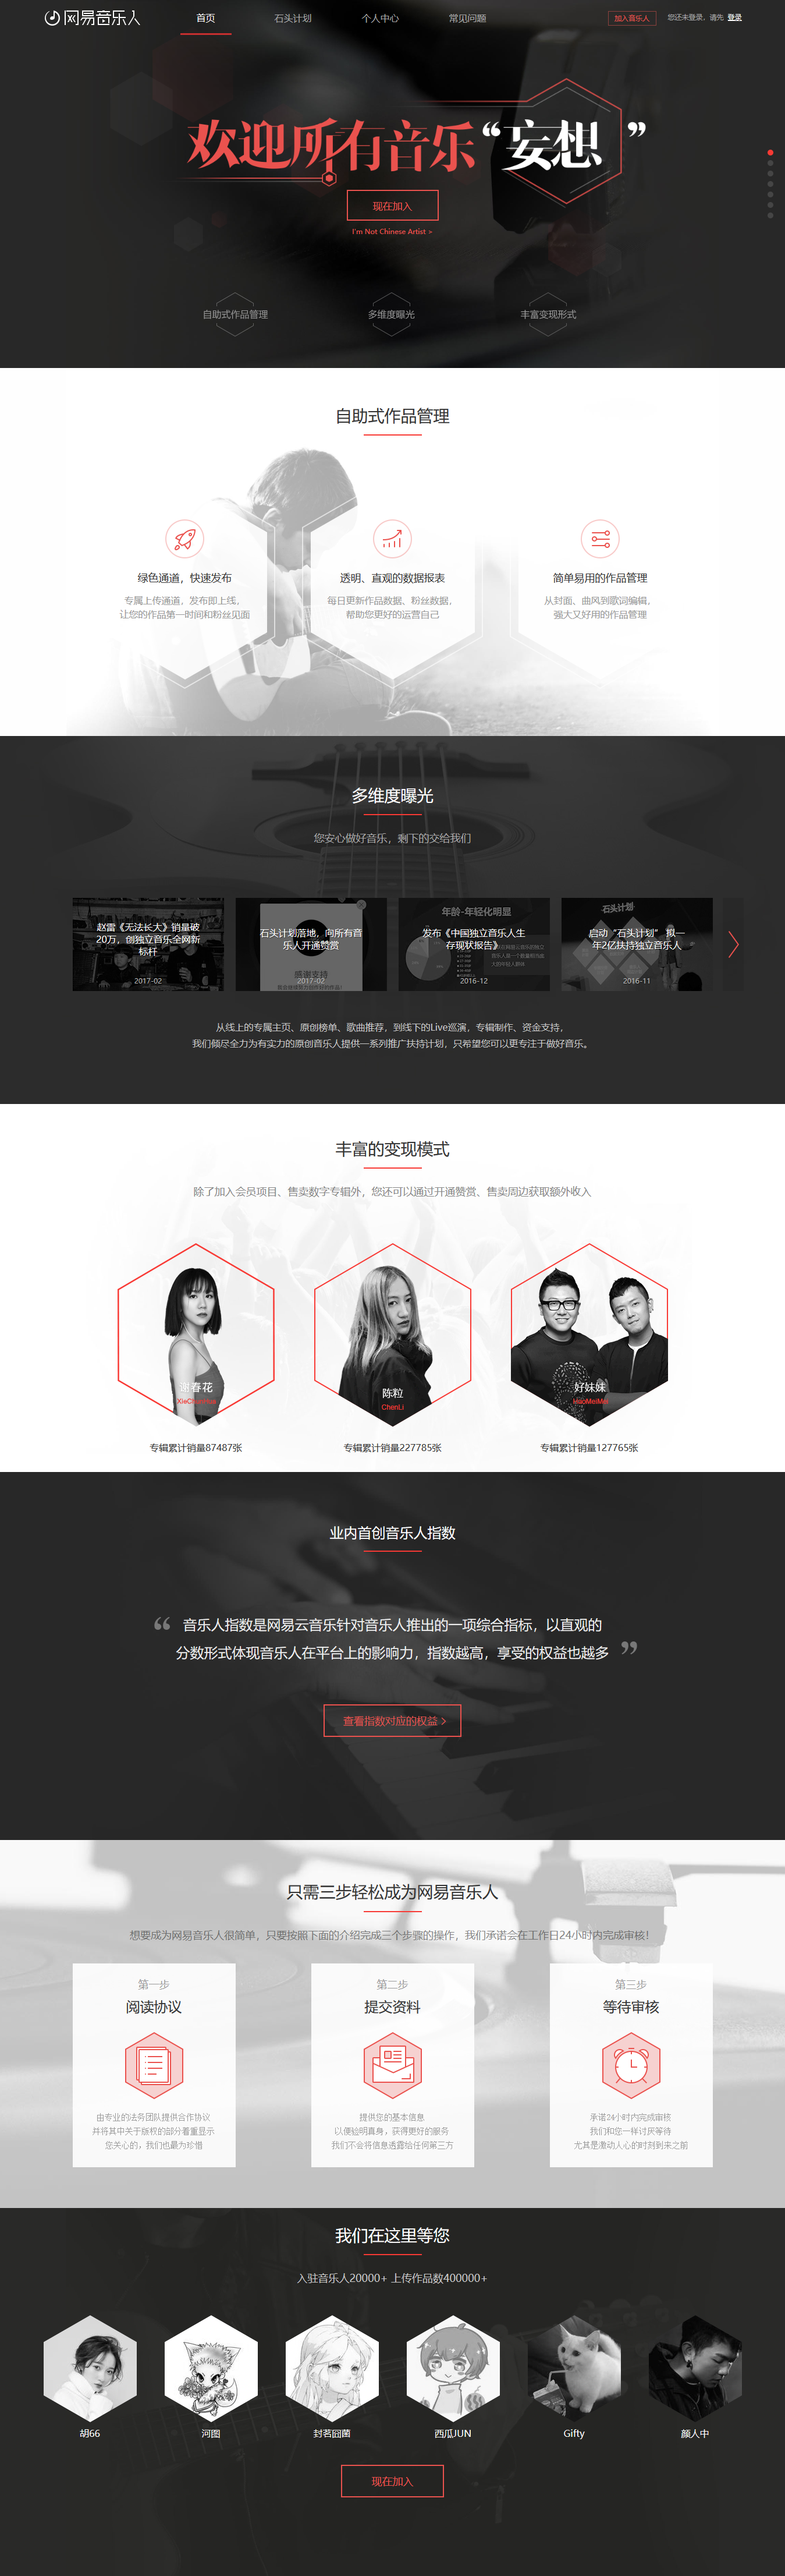 网易音乐人
首页
石头计划
个人中心
常见问题
加入音乐人
您还未登录，请先 登录
欢迎所有音乐“妄想”
现在加入
I'm Not Chinese Artist »
自助式作品管理
多维度曝光
丰富变现形式
自助式作品管理
绿色通道，快速发布
专属上传通道，发布即上线，
让您的作品第一时间和粉丝见面
透明、直观的数据报表
每日更新作品数据、粉丝数据，
帮助您更好的运营自己
简单易用的作品管理
从封面、曲风到歌词编辑，
强大又好用的作品管理
多维度曝光
您安心做好音乐，剩下的交给我们
赵雷《无法长大》销量破
20万，创独立音乐全网新
标杆
2017-02
石头计划落地，向所有音
乐人开通赞赏
感谢支持
2017-02
年龄-年轻化明显
发布《中国独立音乐人生
存现状报告》
2016-12
石头计划
启动“石头计划” 拟一
年2亿扶持独立音乐人
2016-11
从线上的专属主页、原创榜单、歌曲推荐，到线下的Live巡演，专辑制作、资金支持，
我们倾尽全力为有实力的原创音乐人提供一系列推广扶持计划，只希望您可以更专注于做好音乐。
丰富的变现模式
除了加入会员项目、售卖数字专辑外，您还可以通过开通赞赏、售卖周边获取额外收入
谢春花
XieChunHua
专辑累计销量87487张
陈粒
ChenLi
专辑累计销量227785张
好妹妹
HaoMeiMei
专辑累计销量127765张
业内首创音乐人指数
“ 音乐人指数是网易云音乐针对音乐人推出的一项综合指标，以直观的
分数形式体现音乐人在平台上的影响力，指数越高，享受的权益也越多 ”
查看指数对应的权益 >
只需三步轻松成为网易音乐人
想要成为网易音乐人很简单，只要按照下面的介绍完成三个步骤的操作，我们承诺会在工作日24小时内完成审核！
第一步
阅读协议
由专业的法务团队提供合作协议
并将其中关于版权的部分着重显示
您关心的，我们也最为珍惜
第二步
提交资料
提供您的基本信息
以便验明真身，获得更好的服务
我们不会将信息透露给任何第三方
第三步
等待审核
承诺24小时内完成审核
我们和您一样讨厌等待
尤其是激动人心的时刻到来之前
我们在这里等您
入驻音乐人20000+ 上传作品数400000+
胡66
河图
封茗囧菌
西瓜JUN
Gifty
颜人中
现在加入